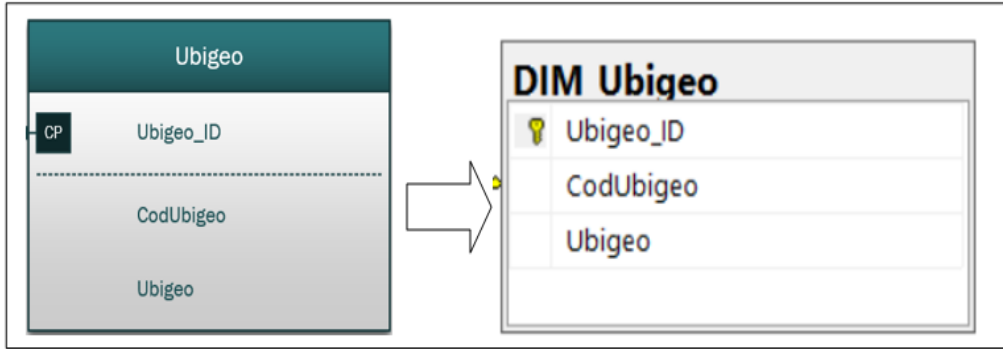 Ubigeo
CP Ubigeo_ID
CodUbigeo
Ubigeo
DIM Ubigeo
Ubigeo_ID
CodUbigeo
Ubigeo